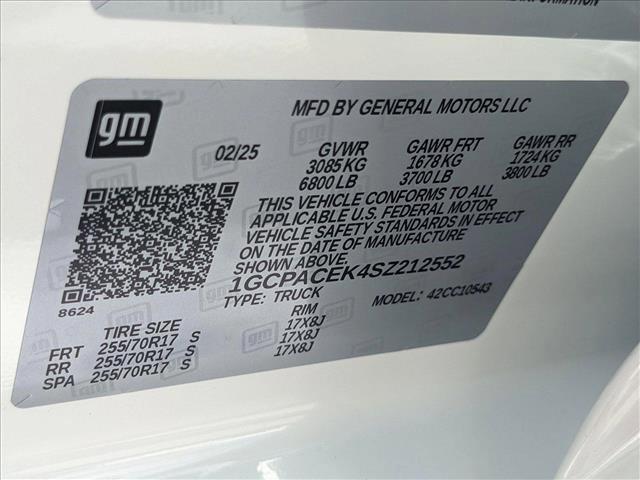 INFORMATION
gm
MFD BY GENERAL MOTORS LLC
02/25 GVWR GAWR FRT GAWR RR
3085 KG 1678 KG 1724 KG
6800 LB 3700 LB 3800 LB
THIS VEHICLE CONFORMS TO ALL
APPLICABLE U.S. FEDERAL MOTOR
VEHICLE SAFETY STANDARDS IN EFFECT
ON THE DATE OF MANUFACTURE
SHOWN ABOVE.
1GCPACEK4SZ212552
TYPE: TRUCK MODEL: 42CC10543
8624
TIRE SIZE RIM
FRT 255/70R17 S 17X8J
RR 255/70R17 S 17X8J
SPA 255/70R17 S 17X8J